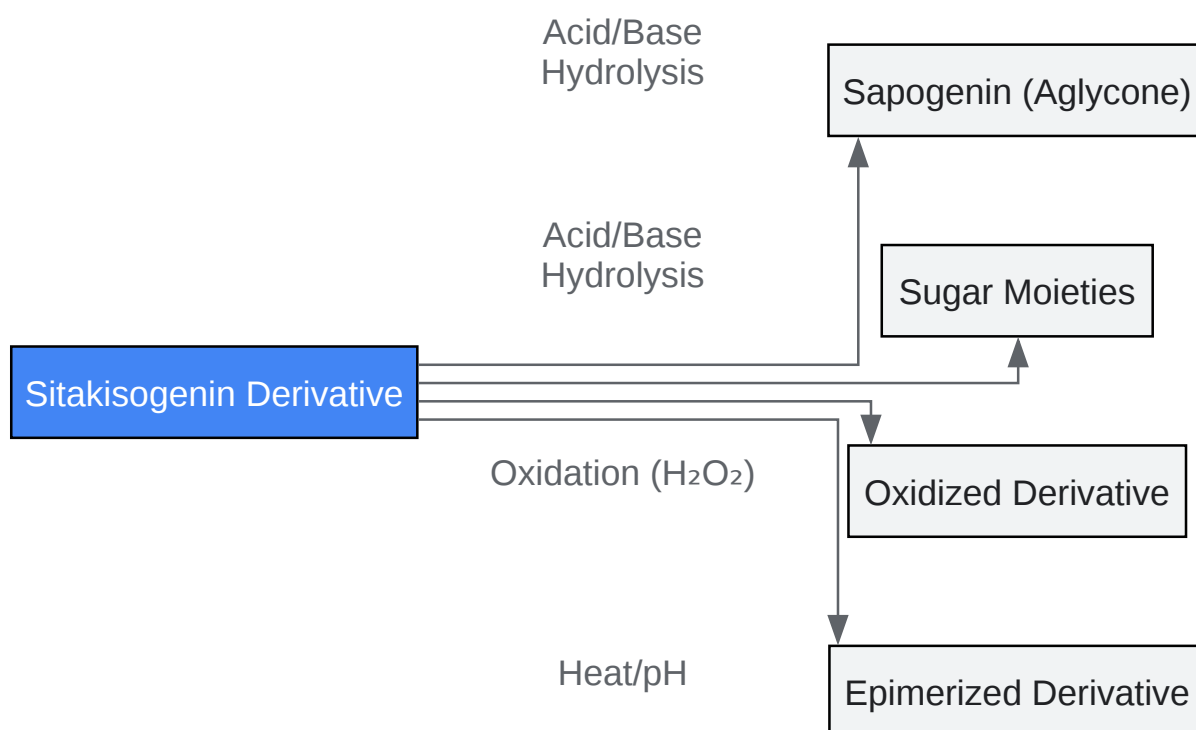 Acid/Base
Hydrolysis
Sapogenin (Aglycone)
Acid/Base
Hydrolysis
Sugar Moieties
Sitakisogenin Derivative
Oxidation (H₂O₂)
Oxidized Derivative
Heat/pH
Epimerized Derivative